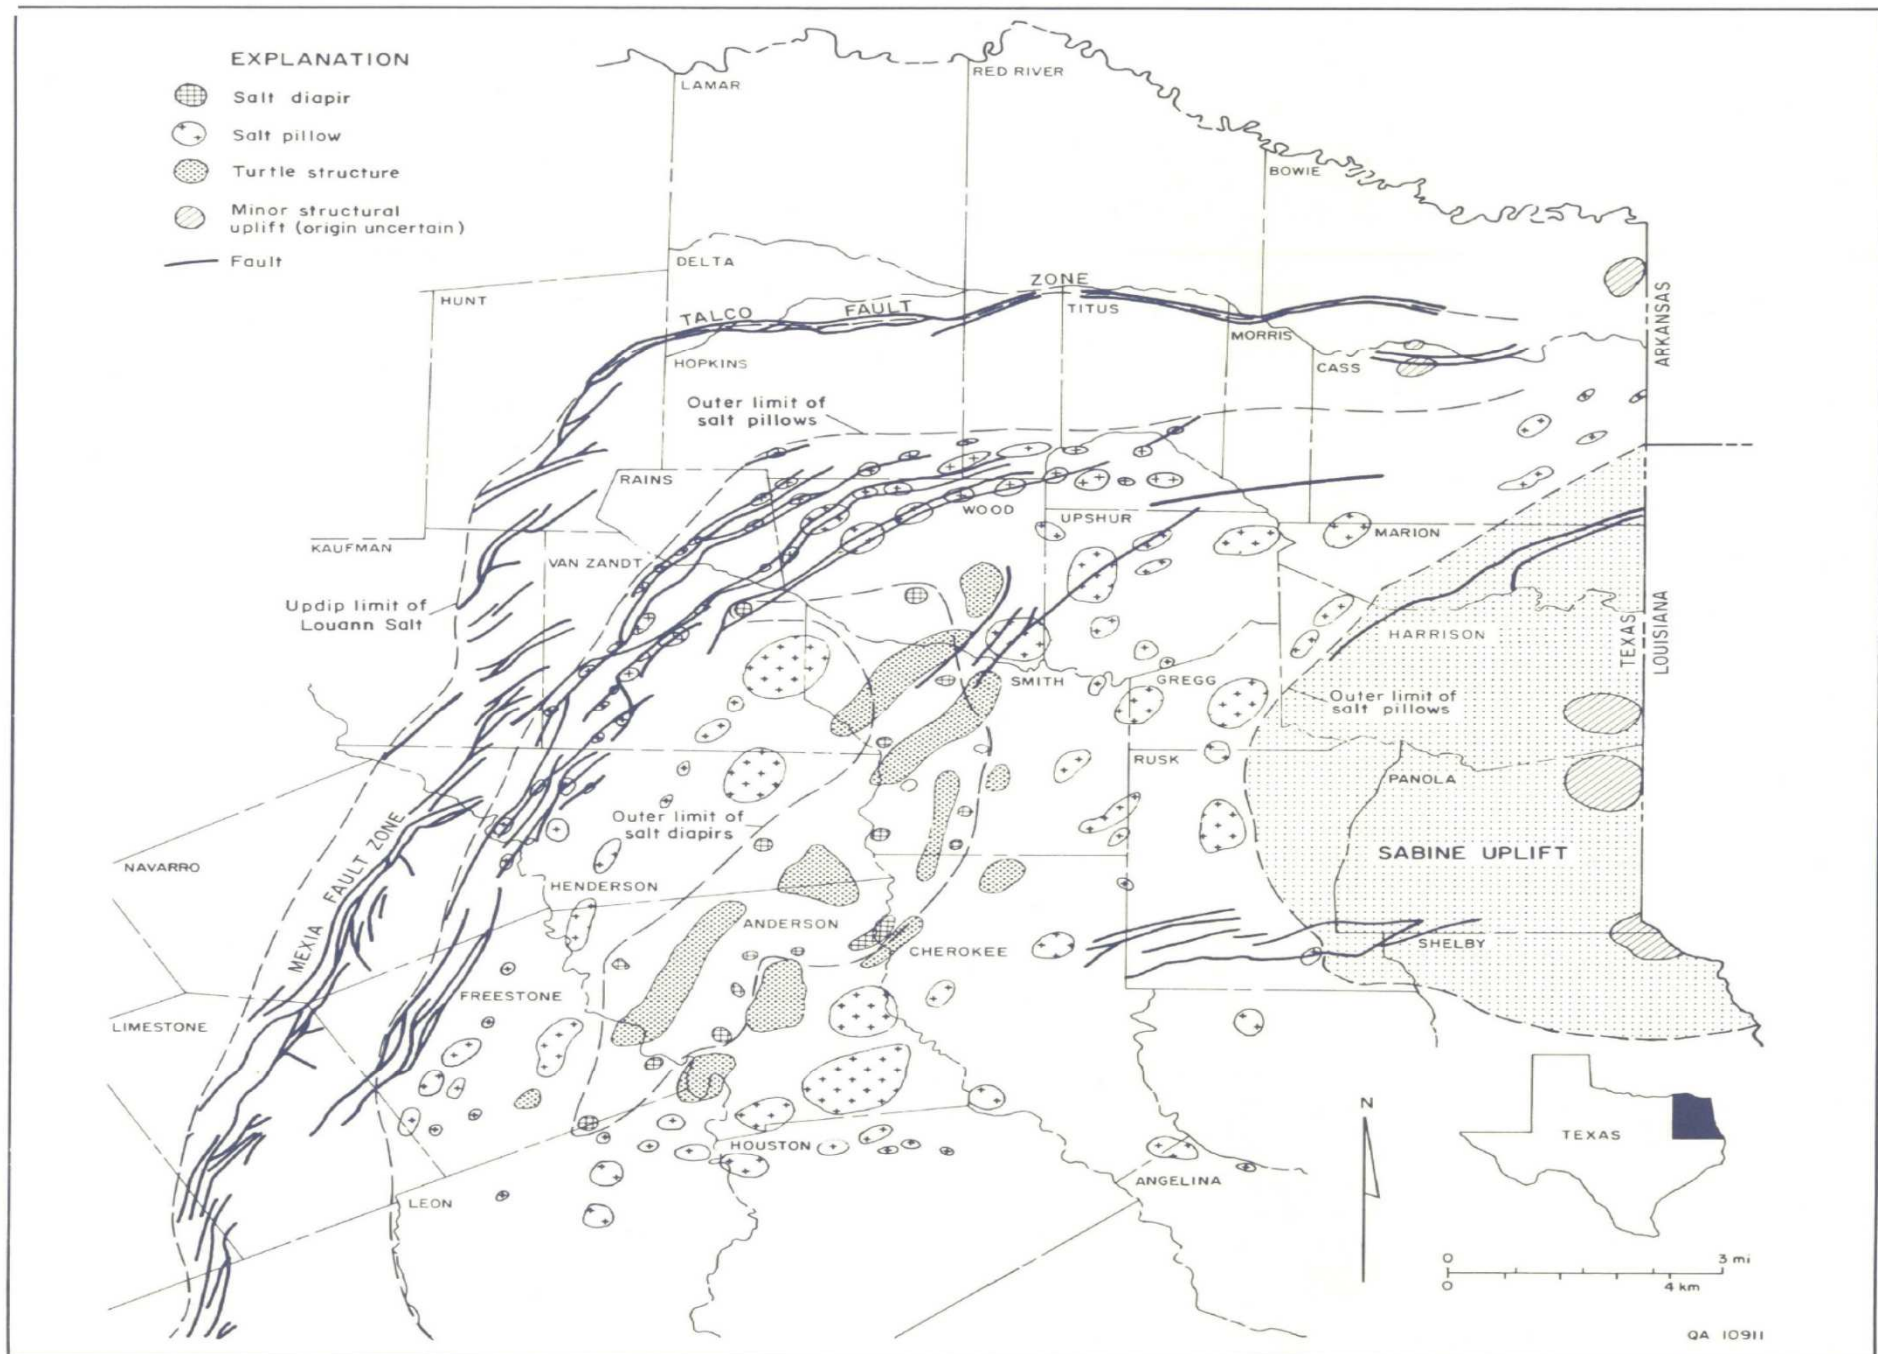 EXPLANATION
Salt diapir
Salt pillow
Turtle structure
Minor structural
uplift (origin uncertain)
Fault
LAMAR
RED RIVER
BOWIE
DELTA
HUNT
TALCO FAULT ZONE
TITUS
MORRIS
HOPKINS
CASS
ARKANSAS
Outer limit of
salt pillows
RAINS
WOOD
UPSHUR
MARION
KAUFMAN
VAN ZANDT
Updip limit of
Louann Salt
HARRISON
TEXAS
LOUISIANA
SMITH
GREGG
Outer limit of
salt pillows
RUSK
PANOLA
Outer limit of
salt diapirs
MEXIA FAULT ZONE
NAVARRO
SABINE UPLIFT
HENDERSON
ANDERSON
CHEROKEE
SHELBY
FREESTONE
LIMESTONE
HOUSTON
LEON
ANGELINA
N
TEXAS
0 3 mi
0 4 km
QA 10911